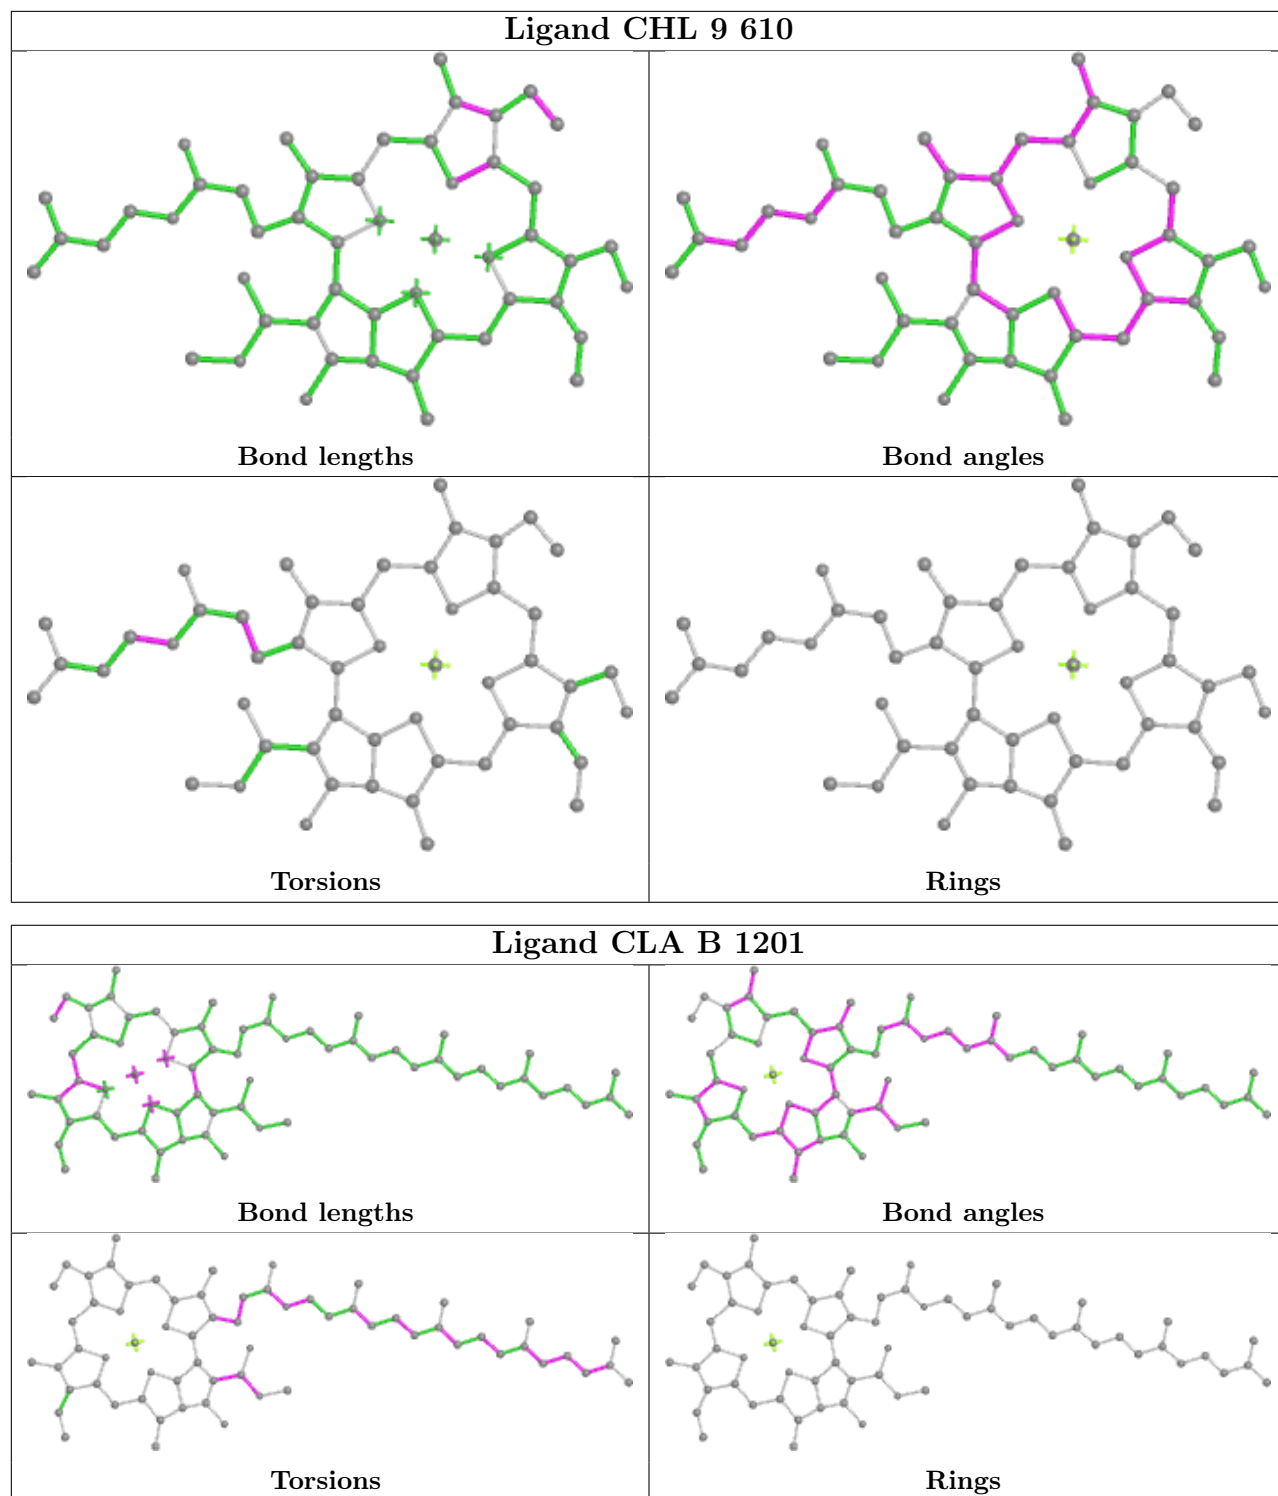 Ligand CHL 9 610
Bond lengths
Bond angles
Torsions
Rings
Ligand CLA B 1201
Bond lengths
Bond angles
Torsions
Rings